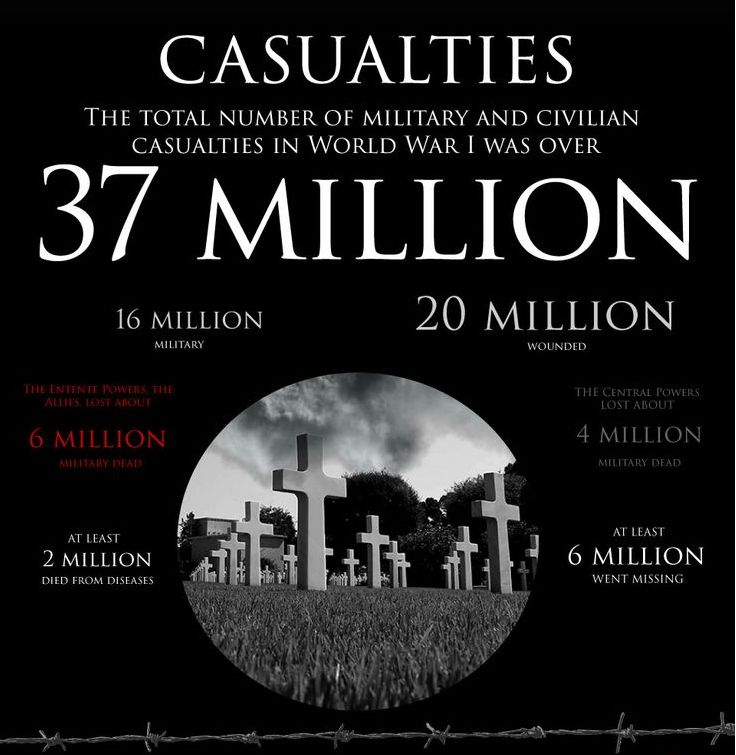 CASUALTIES
THE TOTAL NUMBER OF MILITARY AND CIVILIAN
CASUALTIES IN WORLD WAR I WAS OVER
37 MILLION
16 MILLION
MILITARY
20 MILLION
WOUNDED
THE ENTENTE POWERS, THE
ALLIES, LOST ABOUT
6 MILLION
MILITARY DEAD
THE CENTRAL POWERS
LOST ABOUT
4 MILLION
MILITARY DEAD
AT LEAST
2 MILLION
DIED FROM DISEASES
AT LEAST
6 MILLION
WENT MISSING